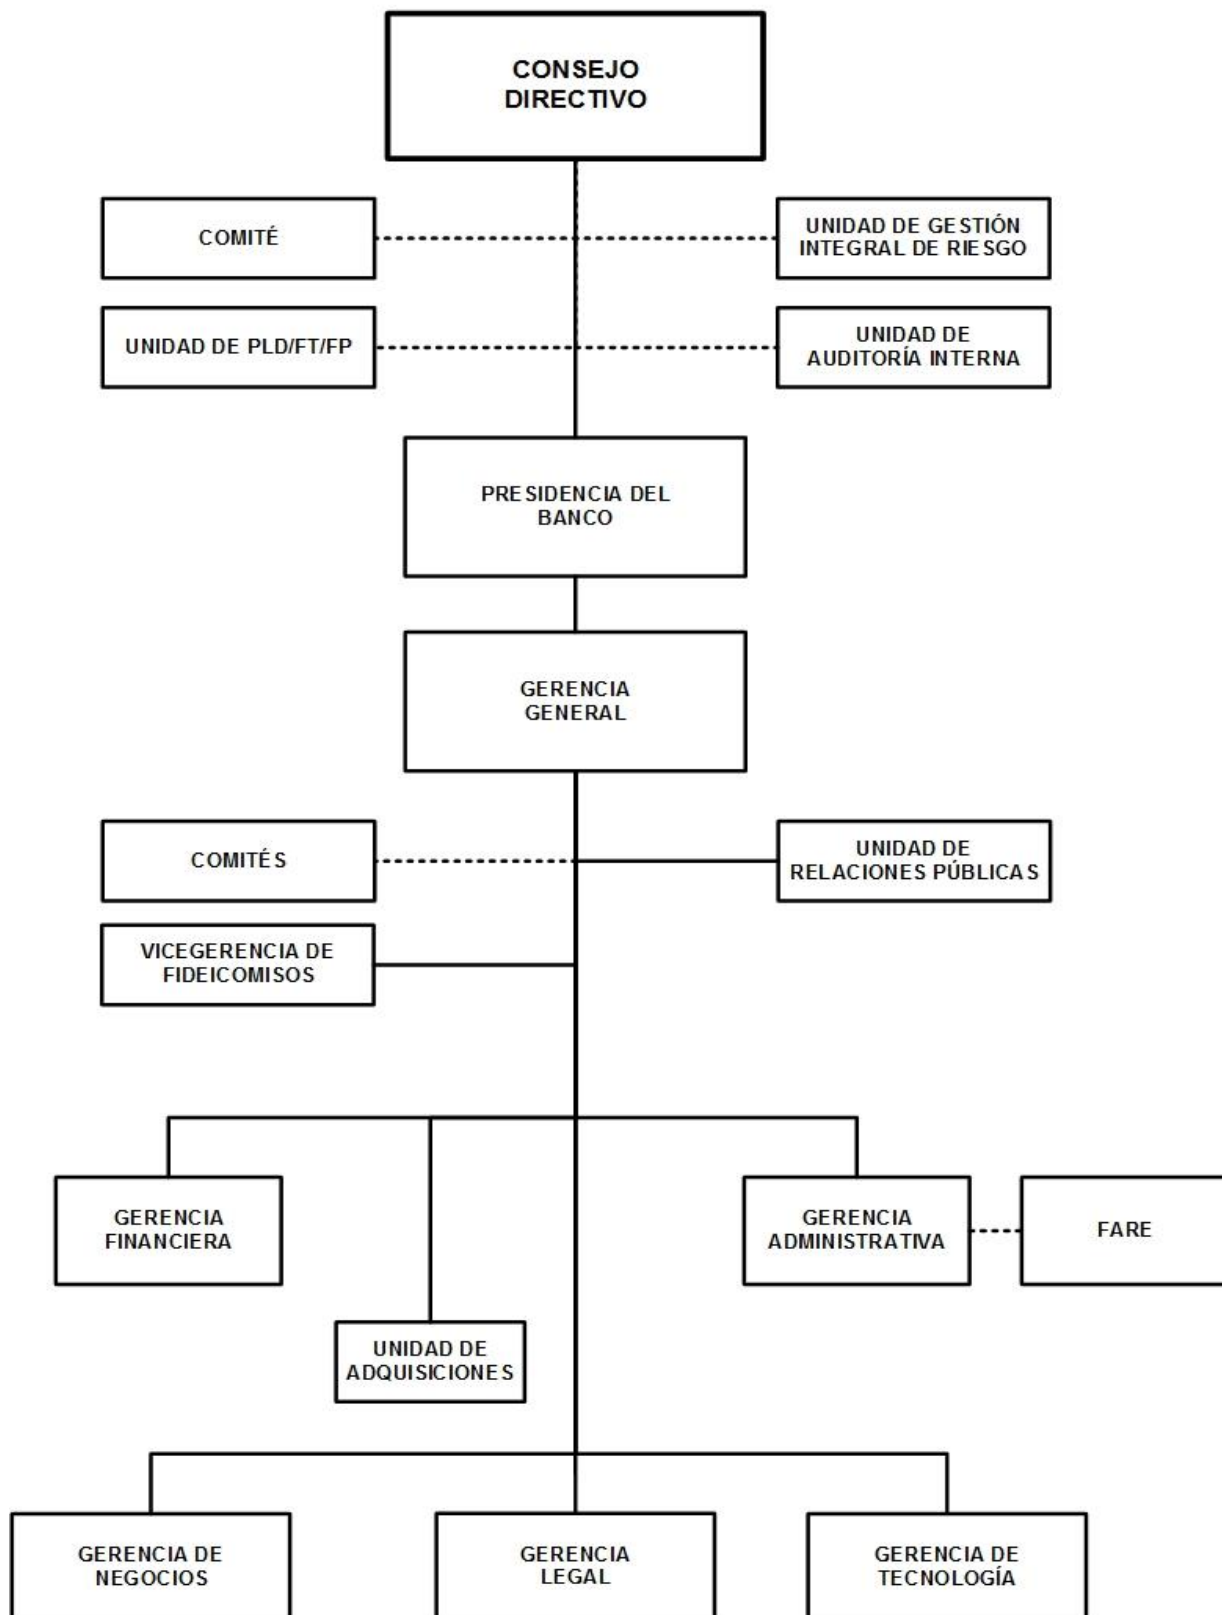 CONSEJO
DIRECTIVO
COMITÉ
UNIDAD DE GESTIÓN
INTEGRAL DE RIESGO
UNIDAD DE PLD/FT/FP
UNIDAD DE
AUDITORÍA INTERNA
PRESIDENCIA DEL
BANCO
GERENCIA
GENERAL
COMITÉS
UNIDAD DE
RELACIONES PÚBLICAS
VICEGERENCIA DE
FIDEICOMISOS
GERENCIA
FINANCIERA
GERENCIA
ADMINISTRATIVA
FARE
UNIDAD DE
ADQUISICIONES
GERENCIA DE
NEGOCIOS
GERENCIA
LEGAL
GERENCIA DE
TECNOLOGÍA